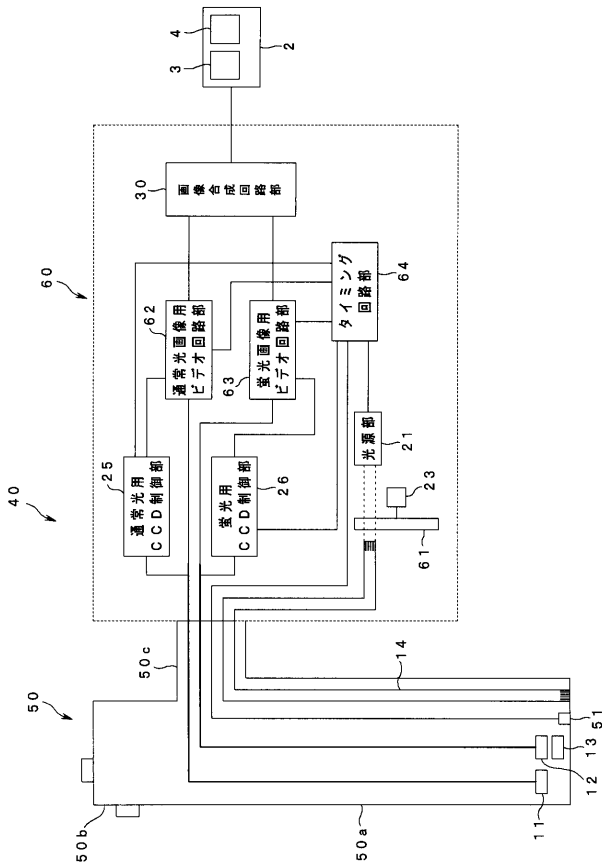 40
50
60
50b
50c
50a
25
通常光用
CCD制御部
62
通常光画像用
ビデオ回路部
30
画像合成回路部
3
4
2
蛍光用
CCD制御部
26
63
蛍光画像用
ビデオ回路部
タイミング
回路部
64
光源部
21
23
61
14
11
12
13
51